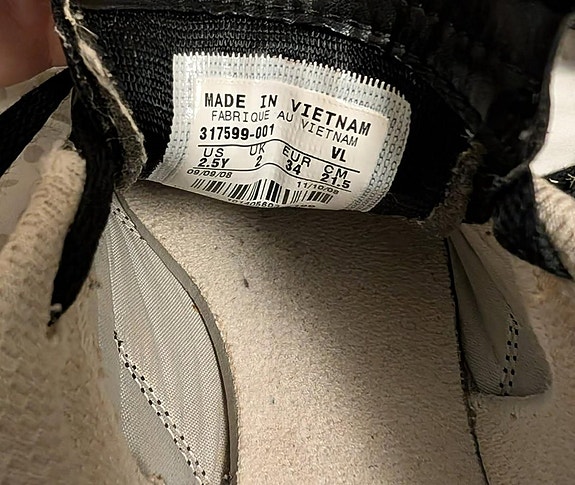 MADE IN VIETNAM
FABRIQUE AU VIETNAM
317599-001 VL
US UK EUR CM
2.5Y 2 34 21.5
09/09/08 11/10/08